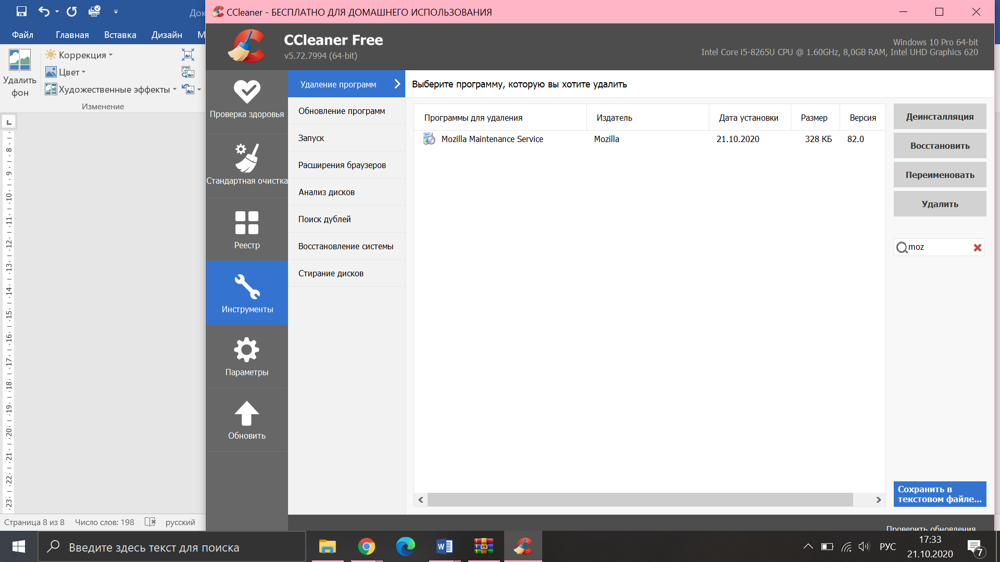 Док
Файл
Главная
Вставка
Дизайн
М
Удалить фон
Коррекция
Цвет
Художественные эффекты
Изменение
L
8
9
10
11
12
13
14
15
16
17
18
19
20
21
22
23
Страница 8 из 8
Число слов: 198
русский
CCleaner - БЕСПЛАТНО ДЛЯ ДОМАШНЕГО ИСПОЛЬЗОВАНИЯ
CCleaner Free
v5.72.7994 (64-bit)
Windows 10 Pro 64-bit
Intel Core i5-8265U CPU @ 1.60GHz, 8,0GB RAM, Intel UHD Graphics 620
Проверка здоровья
Стандартная очистка
Реестр
Инструменты
Параметры
Обновить
Удаление программ
Обновление программ
Запуск
Расширения браузеров
Анализ дисков
Поиск дублей
Восстановление системы
Стирание дисков
Выберите программу, которую вы хотите удалить
Программы для удаления
Издатель
Дата установки
Размер
Версия
Mozilla Maintenance Service
Mozilla
21.10.2020
328 КБ
82.0
Деинсталляция
Восстановить
Переименовать
Удалить
moz
Сохранить в
текстовом файле...
Проверить обновления
Введите здесь текст для поиска
РУС
17:33
21.10.2020
7